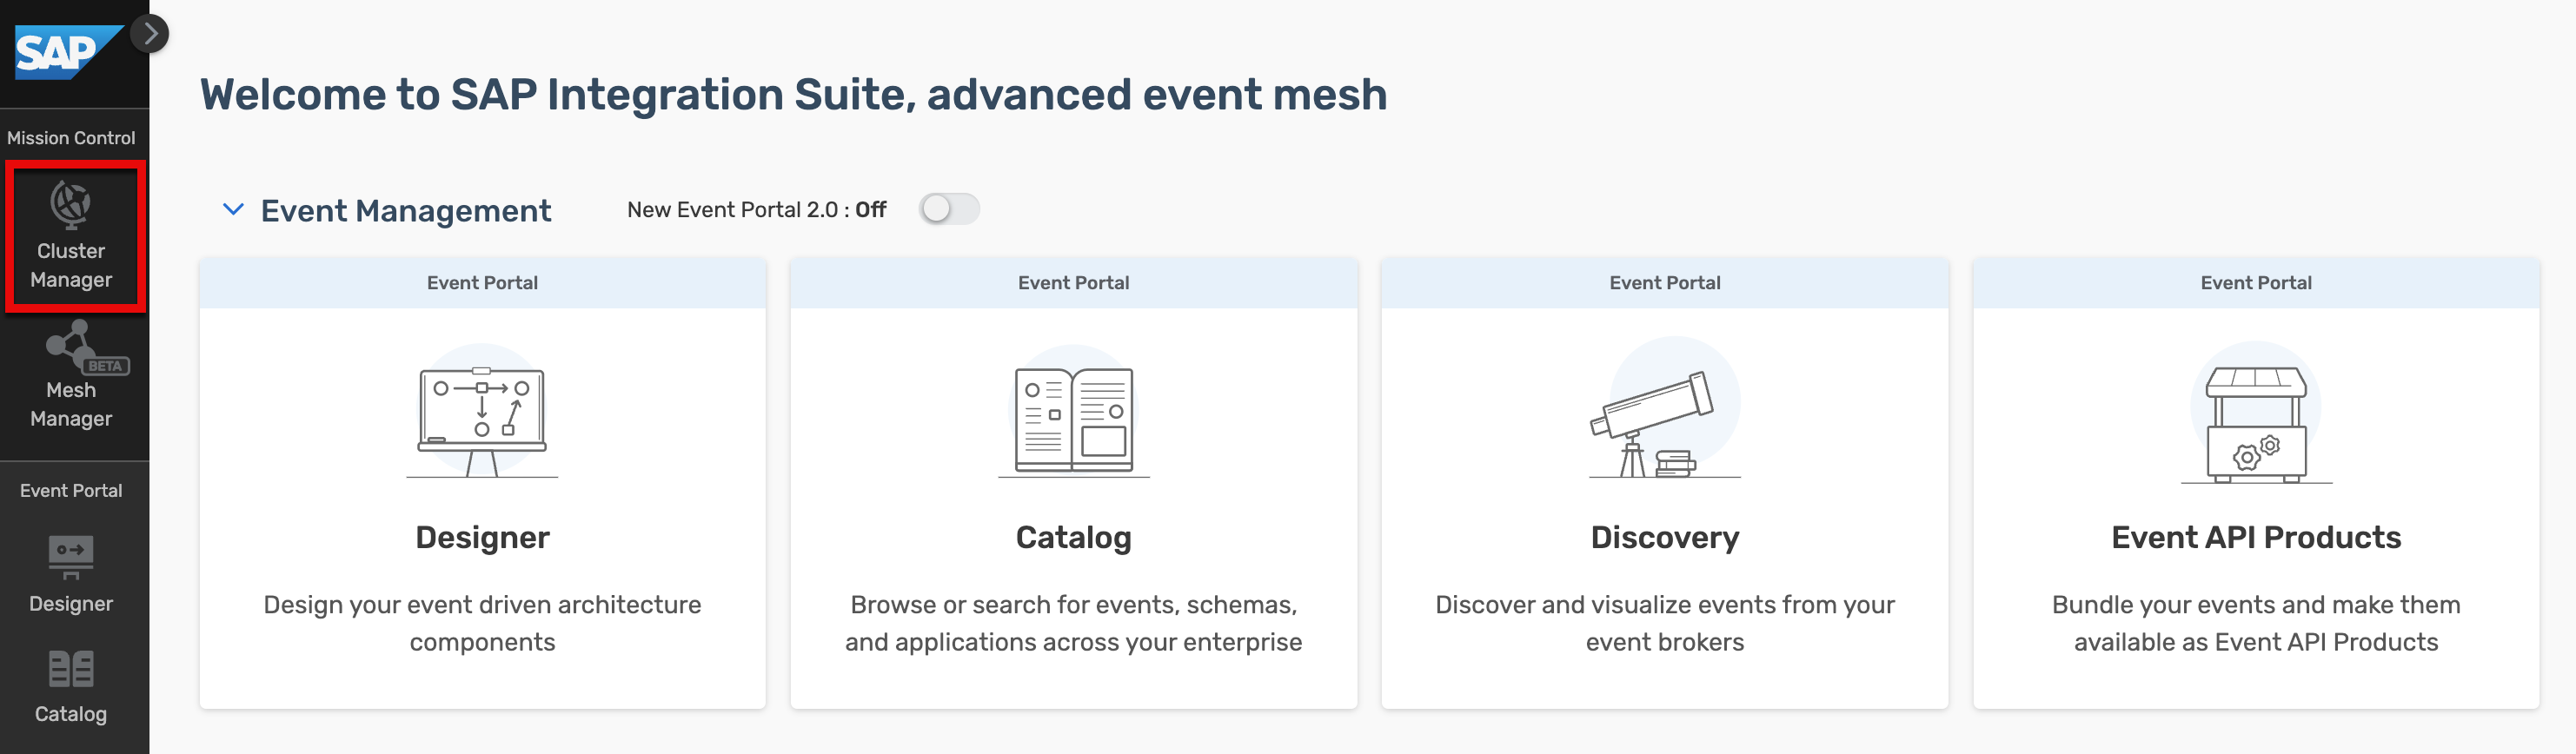 SAP
Mission Control
Cluster
Manager
BETA
Mesh
Manager
Event Portal
Designer
Catalog
Welcome to SAP Integration Suite, advanced event mesh
Event Management
New Event Portal 2.0 : Off
Event Portal
Designer
Design your event driven architecture
components
Event Portal
Catalog
Browse or search for events, schemas,
and applications across your enterprise
Event Portal
Discovery
Discover and visualize events from your
event brokers
Event Portal
Event API Products
Bundle your events and make them
available as Event API Products